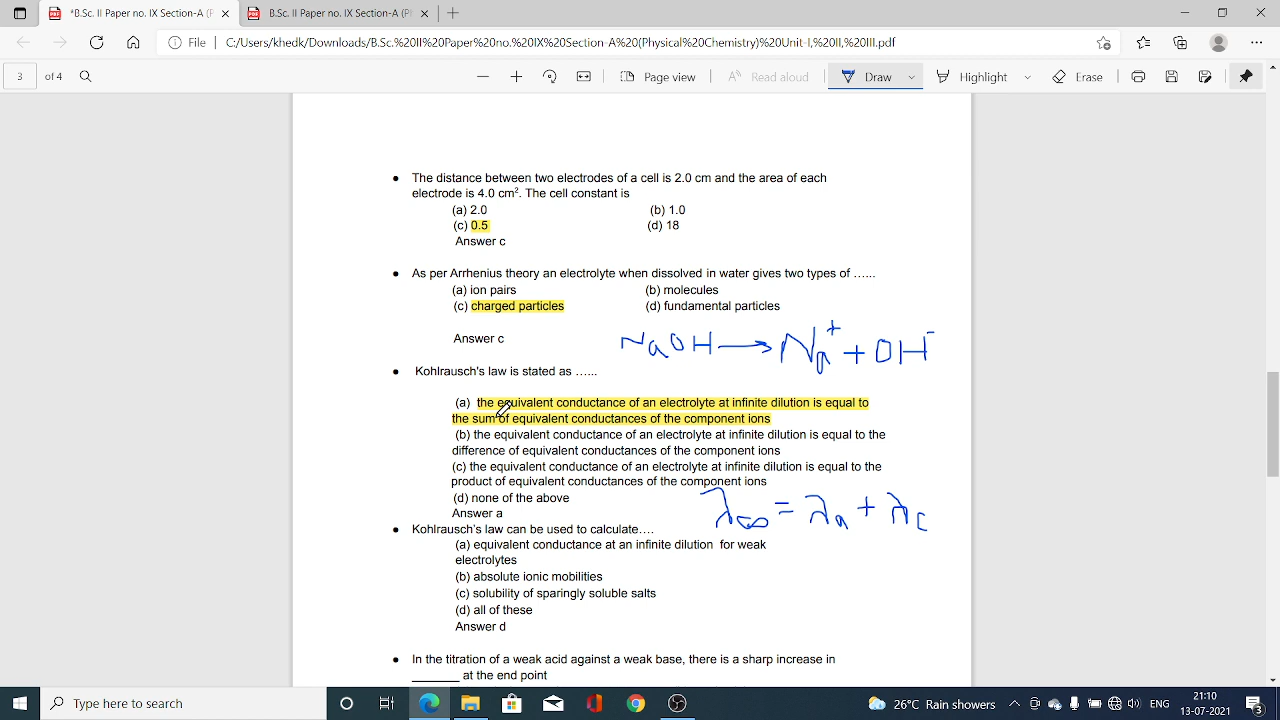 *B.Sc. II Paper no. IX Section-A (P
B.Sc. II Paper no. IX Section-A (Pl
File
C:/Users/khedk/Downloads/B.Sc.%20II%20Paper%20no.%20IX%20Section-A%20(Physical%20Chemistry)%20Unit-I,%20II,%20III.pdf
3 of 4
Page view
Read aloud
Draw
Highlight
Erase
• The distance between two electrodes of a cell is 2.0 cm and the area of each
electrode is 4.0 cm². The cell constant is
(a) 2.0 (b) 1.0
(c) 0.5 (d) 18
Answer c
• As per Arrhenius theory an electrolyte when dissolved in water gives two types of …...
(a) ion pairs (b) molecules
(c) charged particles (d) fundamental particles
Answer c
NaOH → Na⁺ + OH⁻
• Kohlrausch's law is stated as …...
(a) the equivalent conductance of an electrolyte at infinite dilution is equal to
the sum of equivalent conductances of the component ions
(b) the equivalent conductance of an electrolyte at infinite dilution is equal to the
difference of equivalent conductances of the component ions
(c) the equivalent conductance of an electrolyte at infinite dilution is equal to the
product of equivalent conductances of the component ions
(d) none of the above
Answer a
λ∞ = λa + λc
• Kohlrausch's law can be used to calculate….
(a) equivalent conductance at an infinite dilution for weak
electrolytes
(b) absolute ionic mobilities
(c) solubility of sparingly soluble salts
(d) all of these
Answer d
• In the titration of a weak acid against a weak base, there is a sharp increase in
_______ at the end point
Type here to search
26°C Rain showers
ENG
21:10
13-07-2021